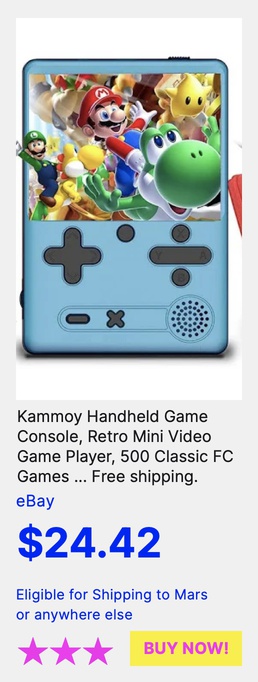 Kammoy Handheld Game
Console, Retro Mini Video
Game Player, 500 Classic FC
Games ... Free shipping.
eBay
$24.42
Eligible for Shipping to Mars
or anywhere else
BUY NOW!